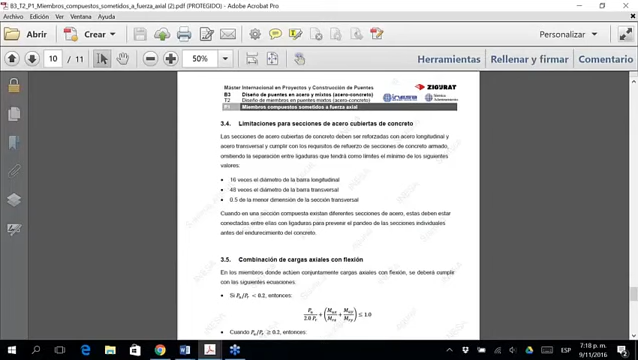 B3_T2_P1_Miembros_compuestos_sometidos_a_fuerza_axial (2).pdf (PROTEGIDO) - Adobe Acrobat Pro
Archivo Edición Ver Ventana Ayuda
Abrir Crear Personalizar
10 / 11 50% Herramientas Rellenar y firmar Comentario
Máster Internacional en Proyectos y Construcción de Puentes
B3 Diseño de puentes en acero y mixtos (acero-concreto)
T2 Diseño de miembros en puentes mixtos (acero-concreto)
P1 Miembros compuestos sometidos a fuerza axial
ZIGURAT
3.4. Limitaciones para secciones de acero cubiertas de concreto
Las secciones de acero cubiertas de concreto deben ser reforzadas con acero longitudinal y
acero transversal y cumplir con los requisitos de refuerzo de secciones de concreto armado,
omitiendo la separación entre ligaduras que tendrá como límites el mínimo de los siguientes
valores:
• 16 veces el diámetro de la barra longitudinal
• 48 veces el diámetro de la barra transversal
• 0.5 de la menor dimensión de la sección transversal
Cuando en una sección compuesta existan diferentes secciones de acero, estas deben estar
conectadas entre ellas con ligaduras para prevenir el pandeo de las secciones individuales
antes del endurecimiento del concreto.
3.5. Combinación de cargas axiales con flexión
En los miembros donde actúen conjuntamente cargas axiales con flexión, se deberá cumplir
con las siguientes ecuaciones:
• Si Pu/Pr < 0.2, entonces:
Pu/2.0 Pr + (Mux/Mrx + Muy/Mry) ≤ 1.0
• Cuando Pu/Pr ≥ 0.2, entonces:
ESP 7:18 p. m.
9/11/2016